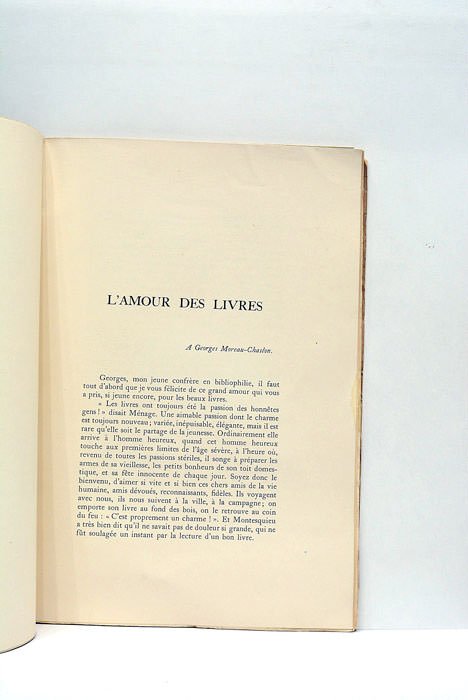 L'AMOUR DES LIVRES
A Georges Moreau-Chaslon.
Georges, mon jeune confrère en bibliophilie, il faut
tout d'abord que je vous félicite de ce grand amour qui vous
a pris, si jeune encore, pour les beaux livres.
« Les livres ont toujours été la passion des honnêtes
gens ! » disait Ménage. Une aimable passion dont le charme
est toujours nouveau ; variée, inépuisable, élégante, mais il est
rare qu'elle soit le partage de la jeunesse. Ordinairement elle
arrive à l'homme heureux, quand cet homme heureux
touche aux premières limites de l'âge sévère, à l'heure où,
revenu de toutes les passions stériles, il songe à préparer les
armes de sa vieillesse, les petits bonheurs de son toit domes-
tique, et sa fête innocente de chaque jour. Soyez donc le
bienvenu, d'aimer si vite et si bien ces chers amis de la vie
humaine, amis dévoués, reconnaissants, fidèles. Ils voyagent
avec nous, ils nous suivent à la ville, à la campagne ; on
emporte son livre au fond des bois, on le retrouve au coin
du feu : « C'est proprement un charme ! ». Et Montesquieu
a très bien dit qu'il ne savait pas de douleur si grande, qui ne
fût soulagée un instant par la lecture d'un bon livre.